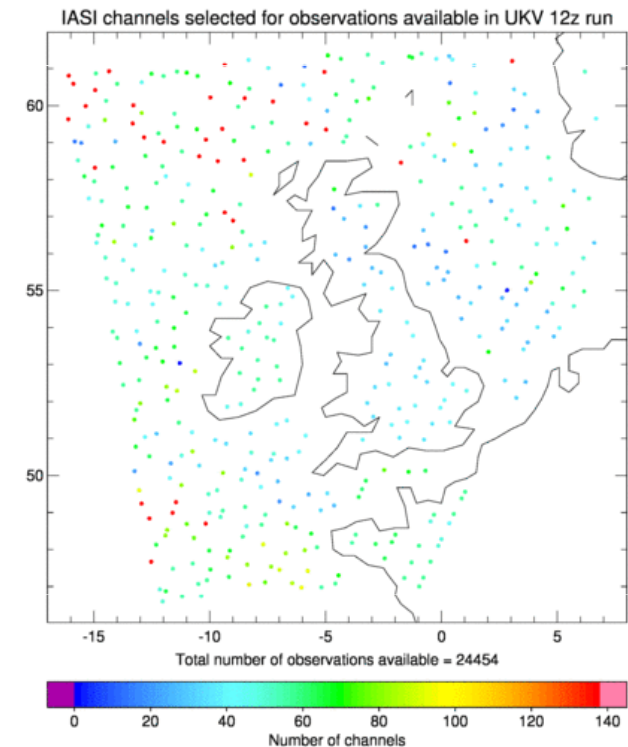 IASI channels selected for observations available in UKV 12z run
60
55
50
-15 -10 -5 0 5
Total number of observations available = 24454
0 20 40 60 80 100 120 140
Number of channels